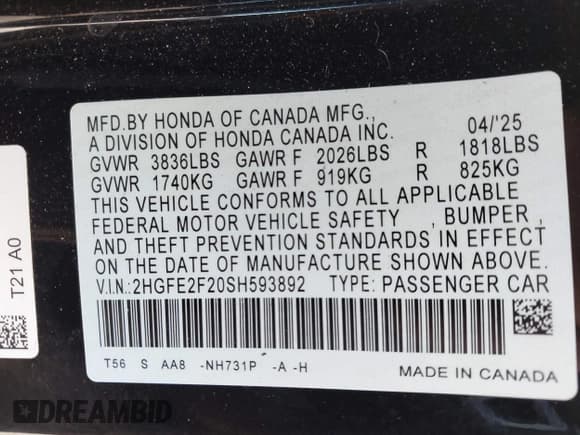 MFD.BY HONDA OF CANADA MFG.,
A DIVISION OF HONDA CANADA INC. 04/'25
GVWR 3836LBS GAWR F 2026LBS R 1818LBS
GVWR 1740KG GAWR F 919KG R 825KG
THIS VEHICLE CONFORMS TO ALL APPLICABLE
FEDERAL MOTOR VEHICLE SAFETY , BUMPER ,
AND THEFT PREVENTION STANDARDS IN EFFECT
ON THE DATE OF MANUFACTURE SHOWN ABOVE.
V.I.N.: 2HGFE2F20SH593892 TYPE: PASSENGER CAR
T56 S AA8 -NH731P -A -H
MADE IN CANADA
T21 A0
DREAMBID